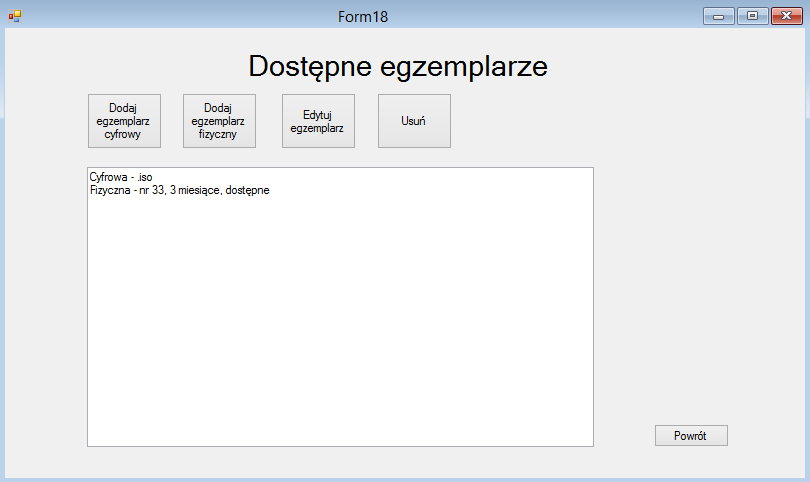 Form18
Dostępne egzemplarze
Dodaj
egzemplarz
cyfrowy
Dodaj
egzemplarz
fizyczny
Edytuj
egzemplarz
Usuń
Cyfrowa - .iso
Fizyczna - nr 33, 3 miesiące, dostępne
Powrót